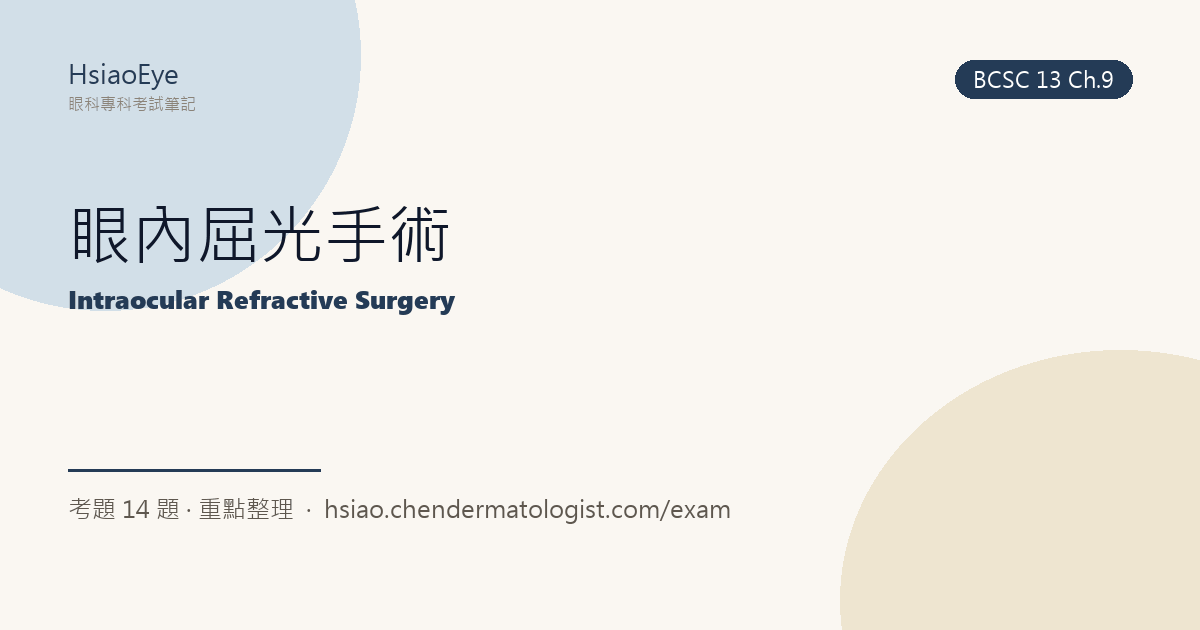 HsiaoEye
眼科專科考試筆記
BCSC 13 Ch.9
眼內屈光手術
Intraocular Refractive Surgery
考題 14 題 · 重點整理 · hsiao.chendermatologist.com/exam